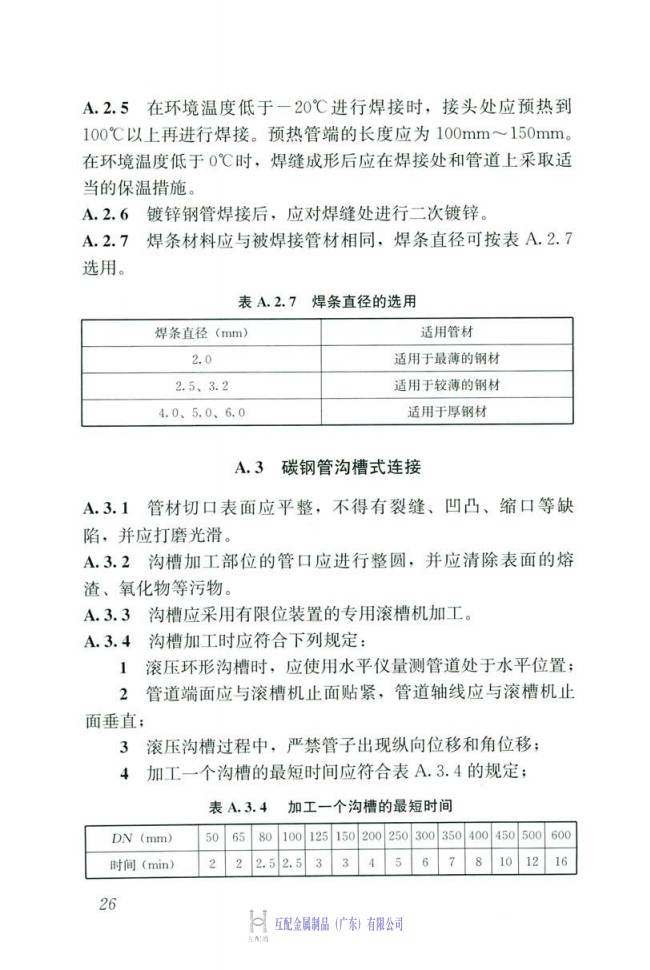 A.2.5 在环境温度低于－20℃进行焊接时，接头处应预热到
100℃以上再进行焊接。预热管端的长度应为 100mm～150mm。
在环境温度低于 0℃时，焊缝成形后应在焊接处和管道上采取适
当的保温措施。
A.2.6 镀锌钢管焊接后，应对焊缝处进行二次镀锌。
A.2.7 焊条材料应与被焊接管材相同，焊条直径可按表 A.2.7
选用。
表 A.2.7 焊条直径的选用
焊条直径（mm） 适用管材
2.0 适用于最薄的钢材
2.5、3.2 适用于较薄的钢材
4.0、5.0、6.0 适用于厚钢材
A.3 碳钢管沟槽式连接
A.3.1 管材切口表面应平整，不得有裂缝、凹凸、缩口等缺
陷，并应打磨光滑。
A.3.2 沟槽加工部位的管口应进行整圆，并应清除表面的熔
渣、氧化物等污物。
A.3.3 沟槽应采用有限位装置的专用滚槽机加工。
A.3.4 沟槽加工时应符合下列规定：
1 滚压环形沟槽时，应使用水平仪量测管道处于水平位置；
2 管道端面应与滚槽机止面贴紧，管道轴线应与滚槽机止
面垂直；
3 滚压沟槽过程中，严禁管子出现纵向位移和角位移；
4 加工一个沟槽的最短时间应符合表 A.3.4 的规定；
表 A.3.4 加工一个沟槽的最短时间
DN（mm） 50 65 80 100 125 150 200 250 300 350 400 450 500 600
时间（min） 2 2 2.5 2.5 3 3 4 5 6 7 8 10 12 16
26
互配金属制品（广东）有限公司